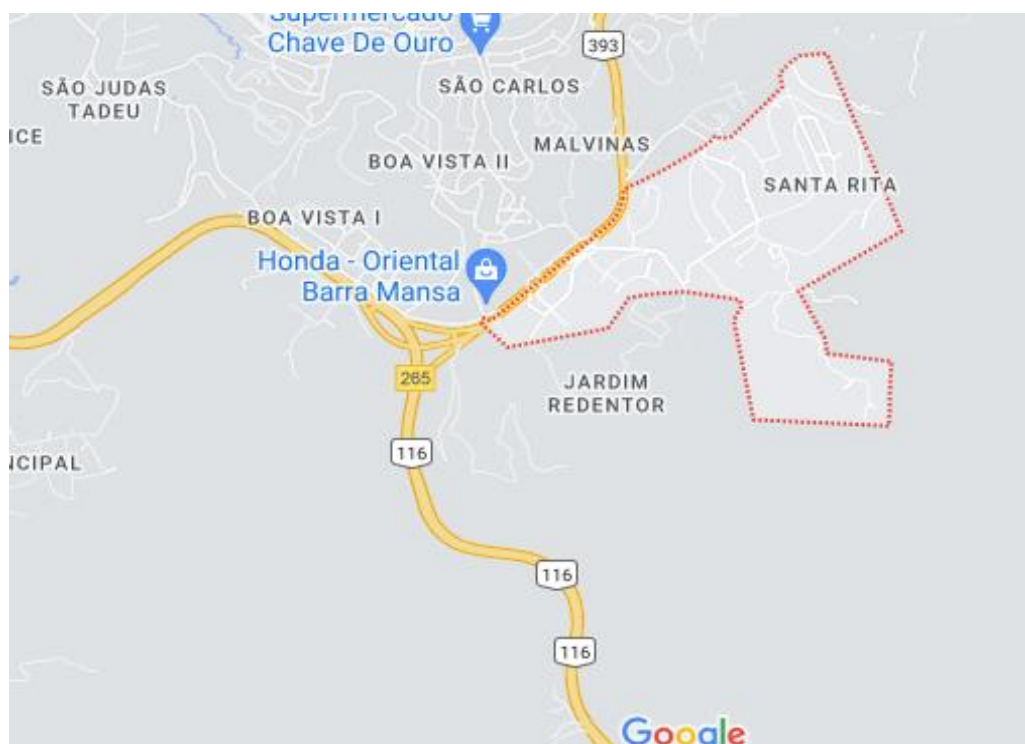 Supermercado
Chave De Ouro
393
SÃO JUDAS
TADEU
SÃO CARLOS
ICE
MALVINAS
BOA VISTA II
SANTA RITA
BOA VISTA I
Honda - Oriental
Barra Mansa
265
JARDIM
REDENTOR
116
NCIPAL
116
116
Google